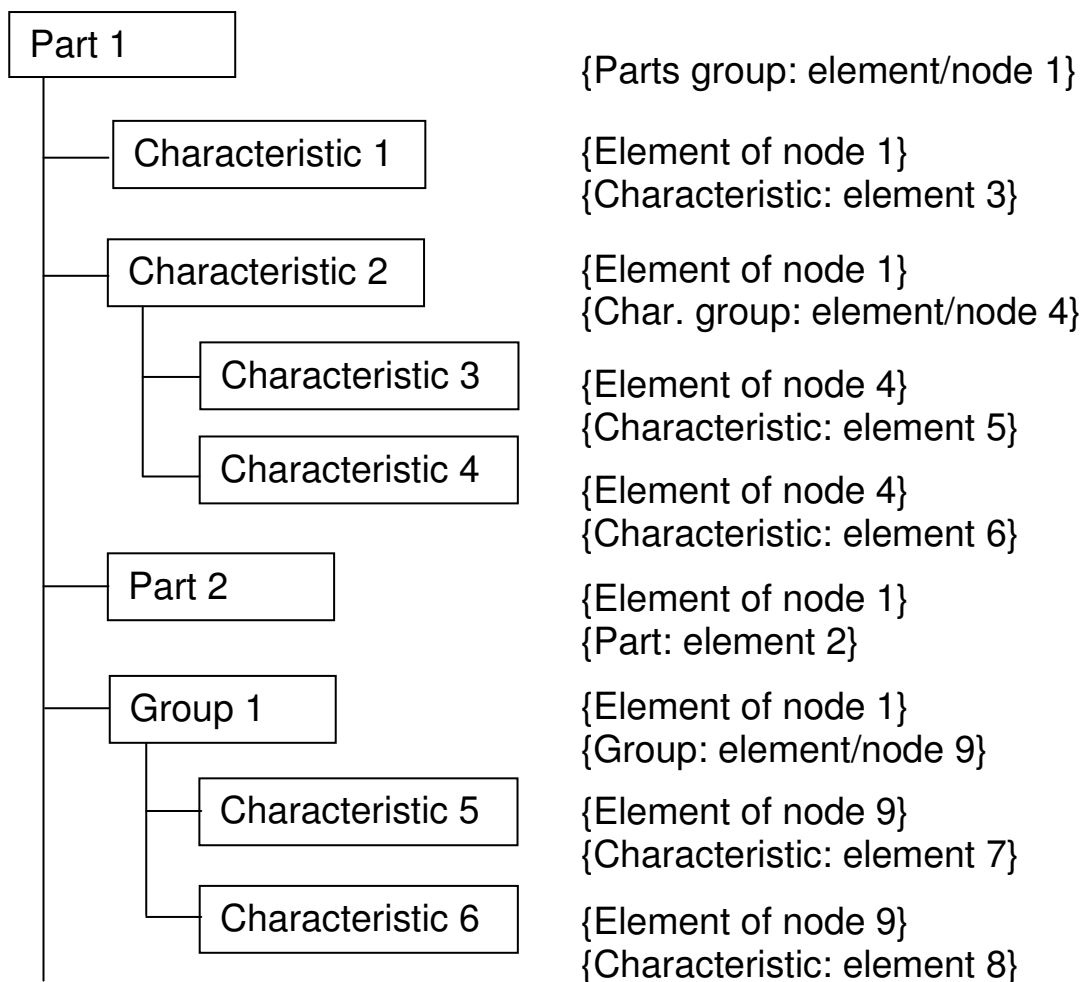 Part 1
{Parts group: element/node 1}
Characteristic 1
{Element of node 1}
{Characteristic: element 3}
Characteristic 2
{Element of node 1}
{Char. group: element/node 4}
Characteristic 3
{Element of node 4}
{Characteristic: element 5}
Characteristic 4
{Element of node 4}
{Characteristic: element 6}
Part 2
{Element of node 1}
{Part: element 2}
Group 1
{Element of node 1}
{Group: element/node 9}
Characteristic 5
{Element of node 9}
{Characteristic: element 7}
Characteristic 6
{Element of node 9}
{Characteristic: element 8}